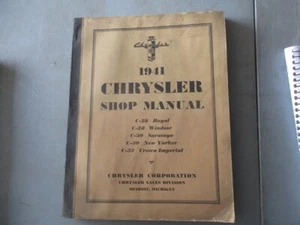 Chrysler
1941
CHRYSLER
SHOP MANUAL
C-28 Royal
C-28 Windsor
C-30 Saratoga
C-30 New Yorker
C-33 Crown Imperial
CHRYSLER CORPORATION
CHRYSLER SALES DIVISION
DETROIT, MICHIGAN